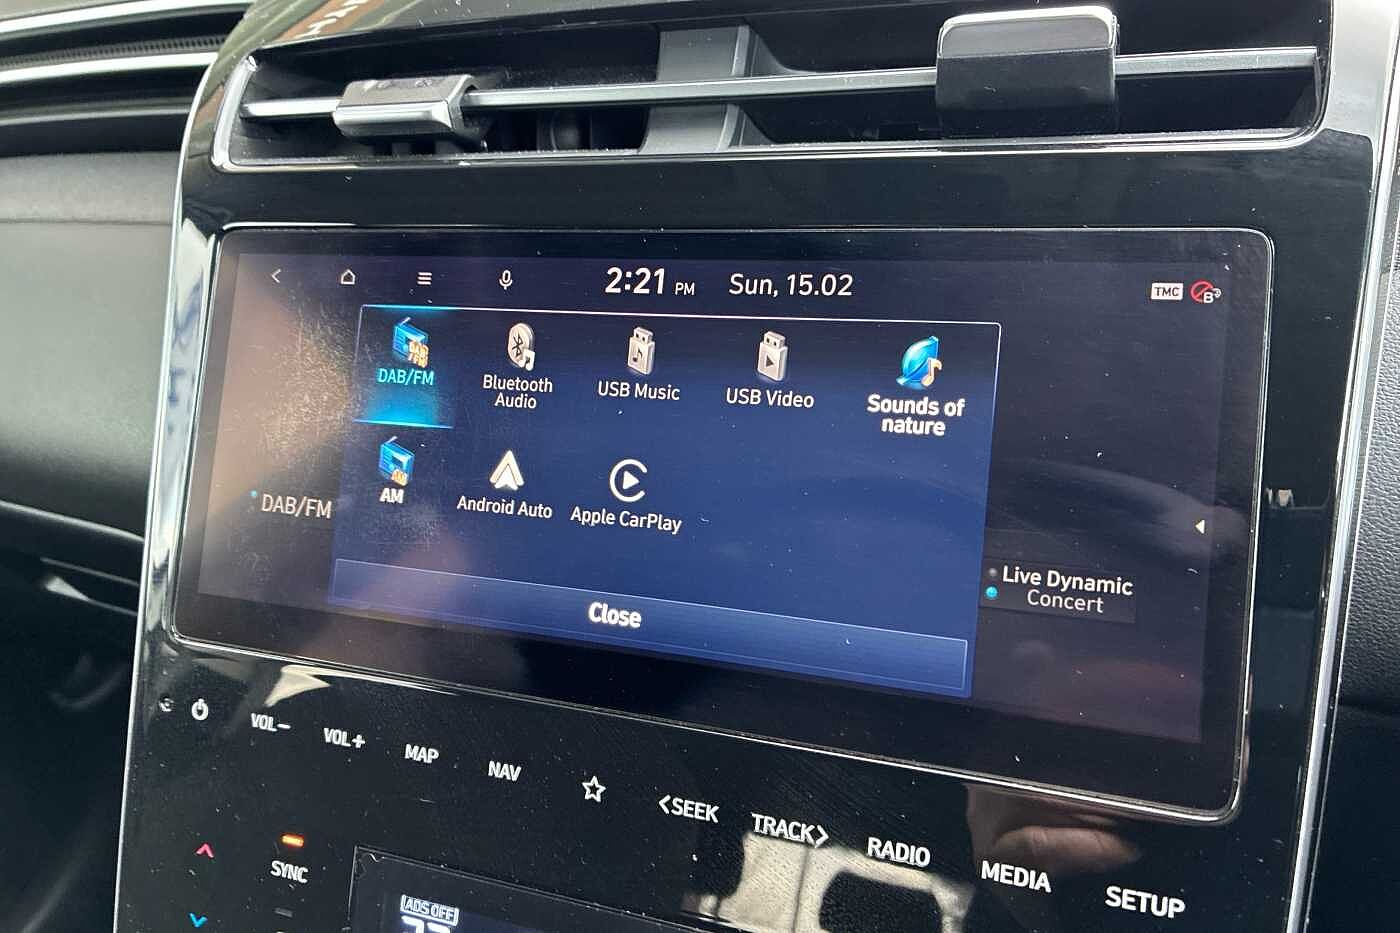 2:21 PM Sun, 15.02
TMC
B
DAB/FM
Bluetooth
Audio
USB Music
USB Video
Sounds of
nature
AM
Android Auto
Apple CarPlay
DAB/FM
Live Dynamic
Concert
Close
VOL−
VOL+
MAP
NAV
<SEEK
TRACK>
RADIO
MEDIA
SETUP
SYNC
[ADS OFF]